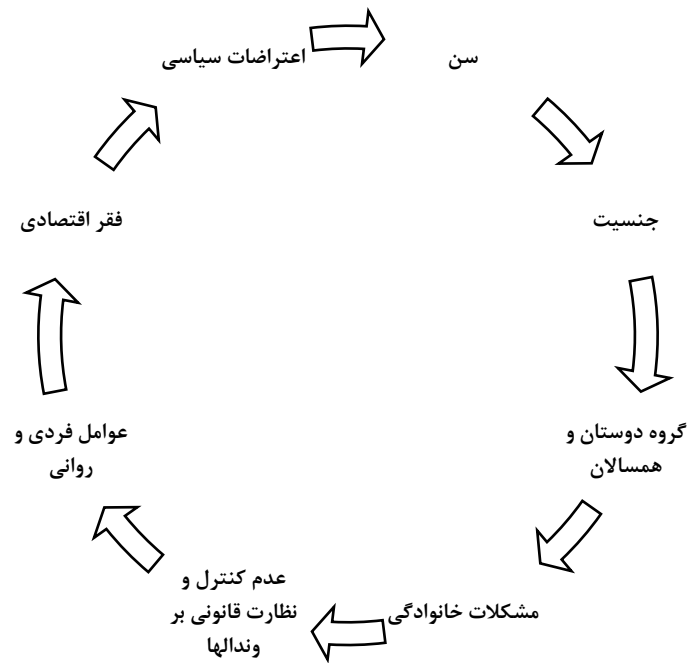 سن
جنسیت
گروه دوستان و
همسالان
مشکلات خانوادگی
عدم کنترل و
نظارت قانونی بر
وندالها
عوامل فردی و
روانی
فقر اقتصادی
اعتراضات سیاسی